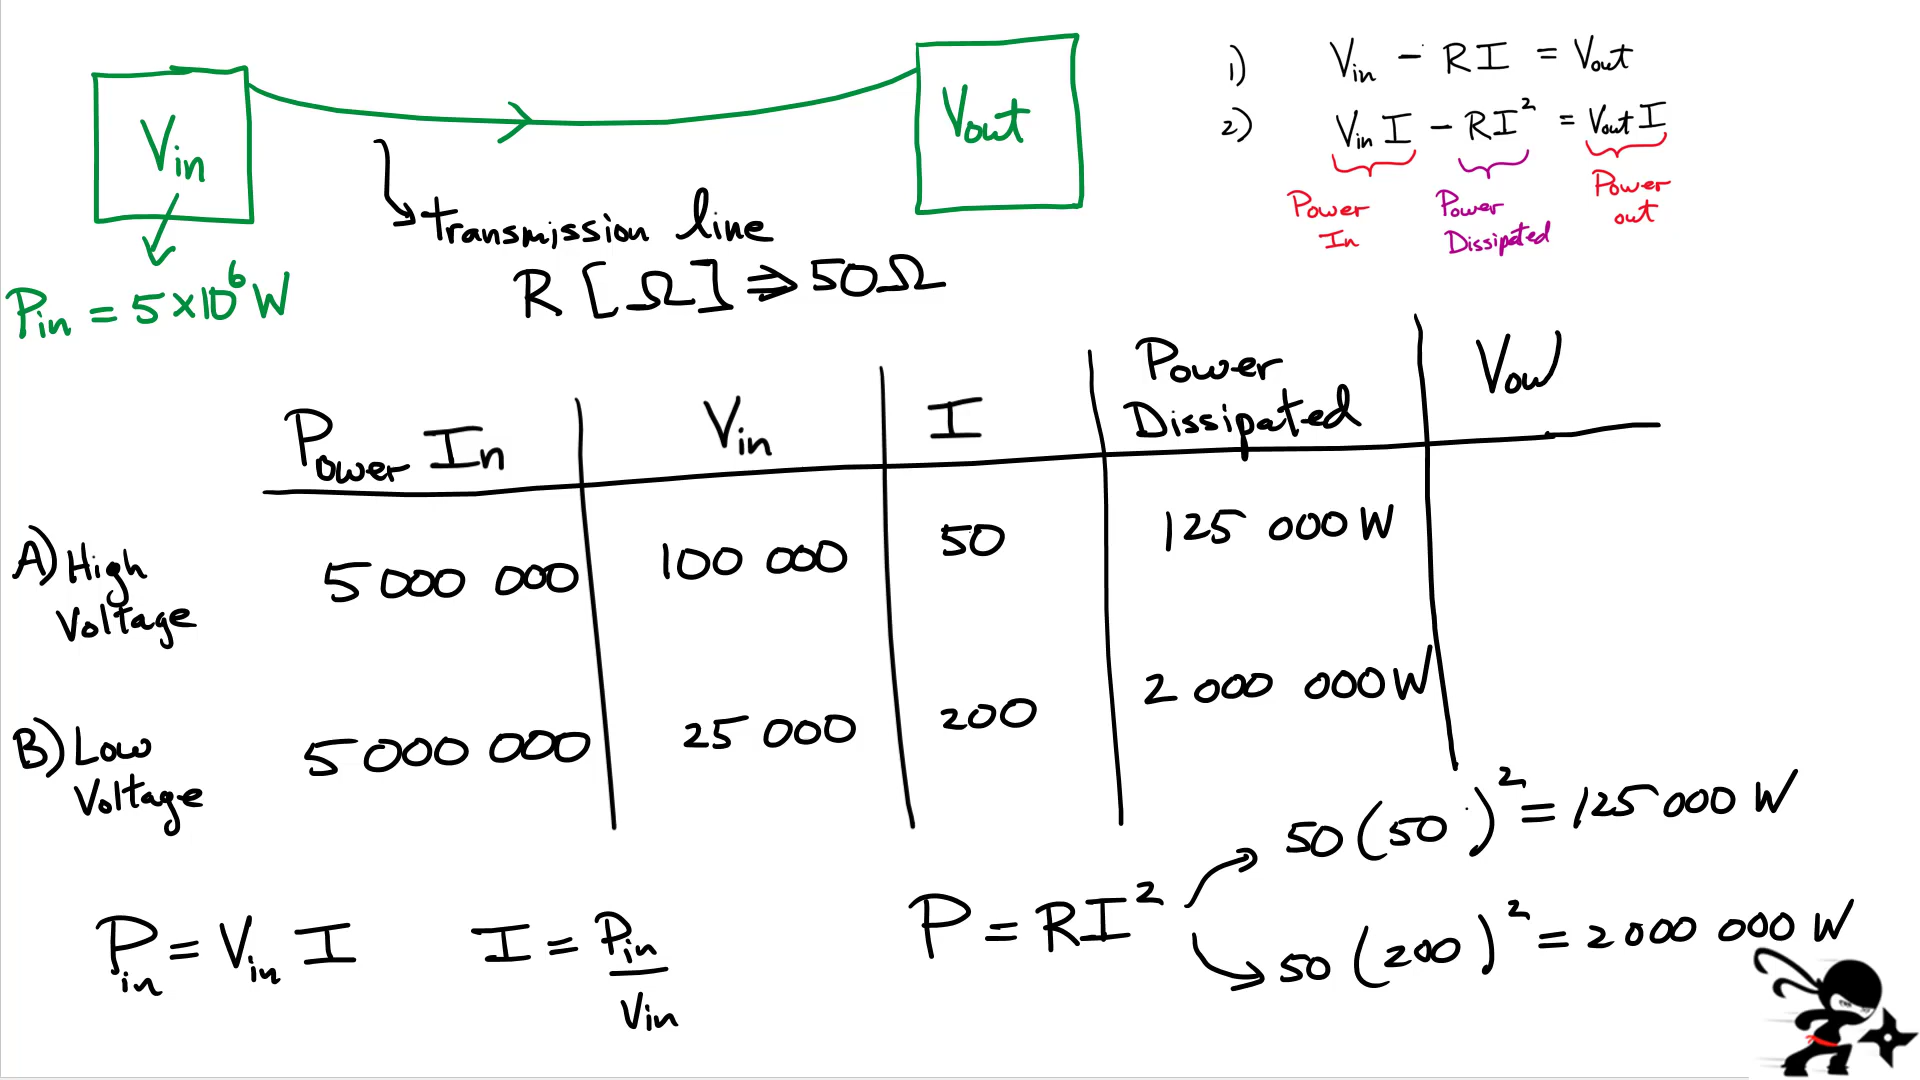 Vin
Vout
Pin = 5×10⁶ W
transmission line
R [Ω] ⇒ 50Ω
1) Vin - RI = Vout
2) Vin I - RI² = Vout I
Power In
Power Dissipated
Power out
Power In Vin I Power Dissipated Vou
A) High Voltage 5 000 000 100 000 50 125 000 W
B) Low Voltage 5 000 000 25 000 200 2 000 000 W
Pin = Vin I
I = Pin / Vin
P = RI²
50(50)² = 125 000 W
50(200)² = 2 000 000 W